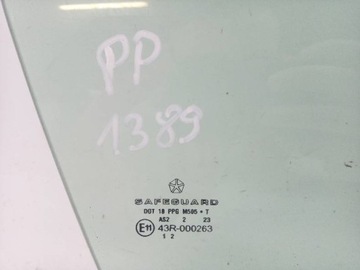 PP
1389
SAFEGUARD
DOT 18 PPG M505 • T
AS2 2 23
E11 43R-000263
1 2